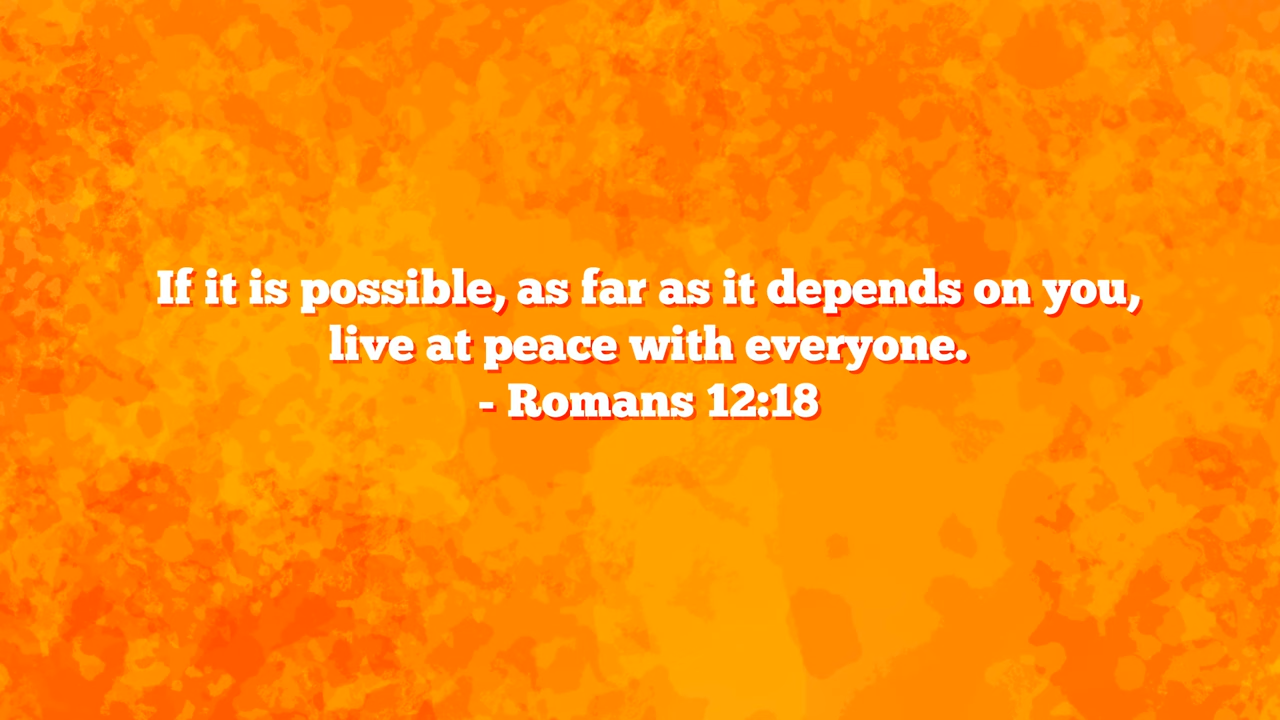 If it is possible, as far as it depends on you,
live at peace with everyone.
- Romans 12:18